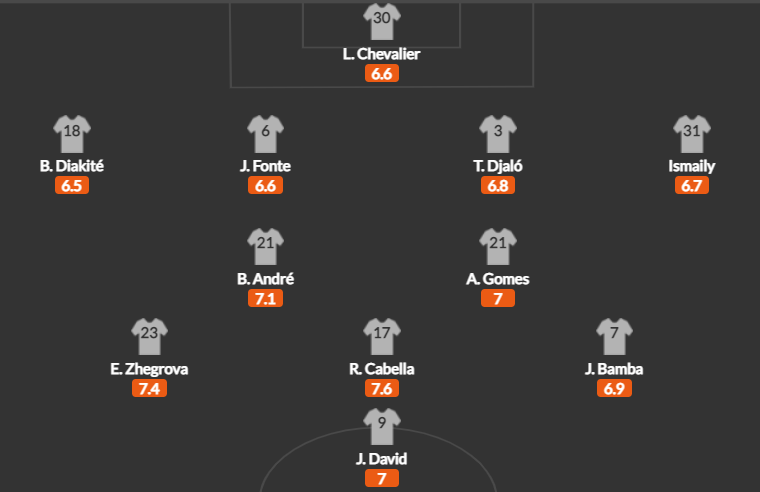 30
L. Chevalier
6.6
18 6 3 31
B. Diakité J. Fonte T. Djaló Ismaily
6.5 6.6 6.8 6.7
21 21
B. André A. Gomes
7.1 7
23 17 7
E. Zhegrova R. Cabella J. Bamba
7.4 7.6 6.9
9
J. David
7